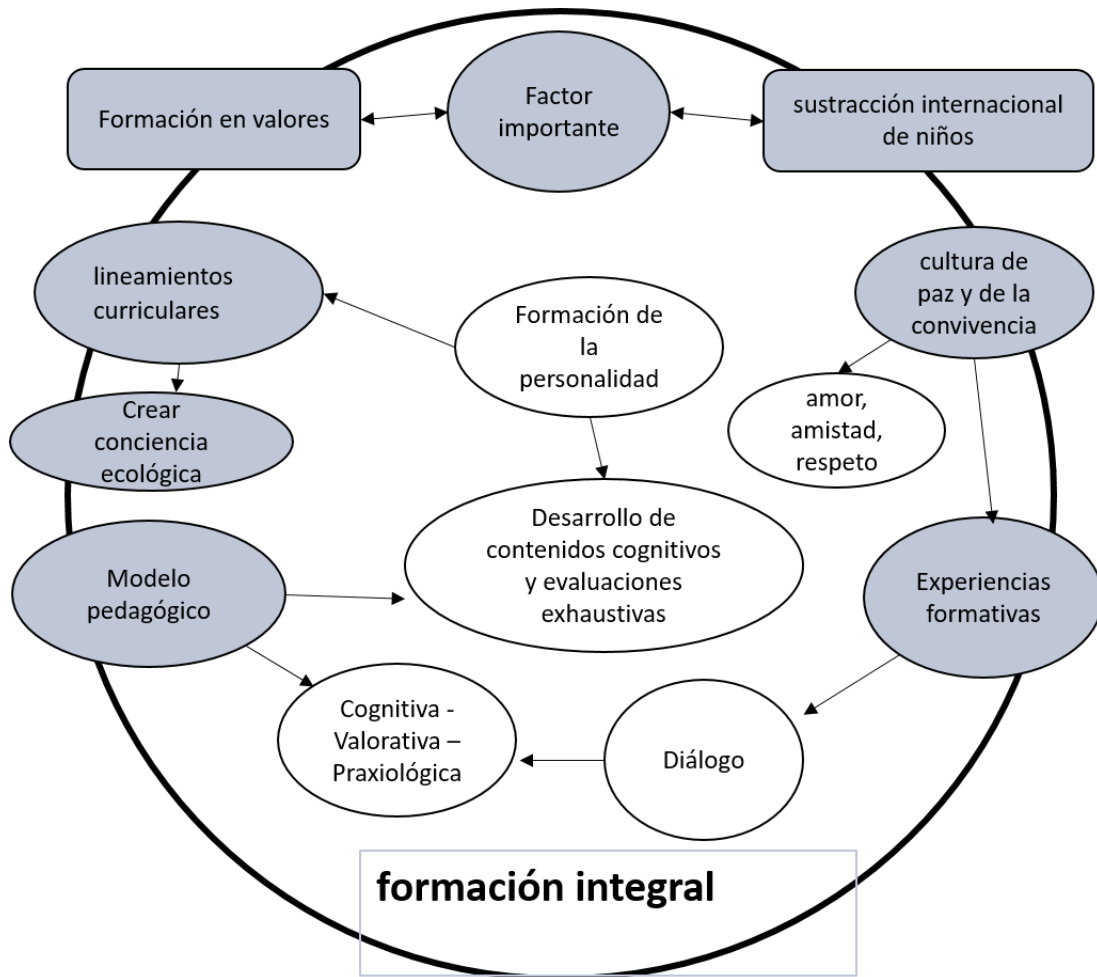 Formación en valores
Factor
importante
sustracción internacional
de niños
lineamientos
curriculares
Formación de
la
personalidad
cultura de
paz y de la
convivencia
Crear
conciencia
ecológica
amor,
amistad,
respeto
Modelo
pedagógico
Desarrollo de
contenidos cognitivos
y evaluaciones
exhaustivas
Experiencias
formativas
Cognitiva -
Valorativa –
Praxiológica
Diálogo
formación integral